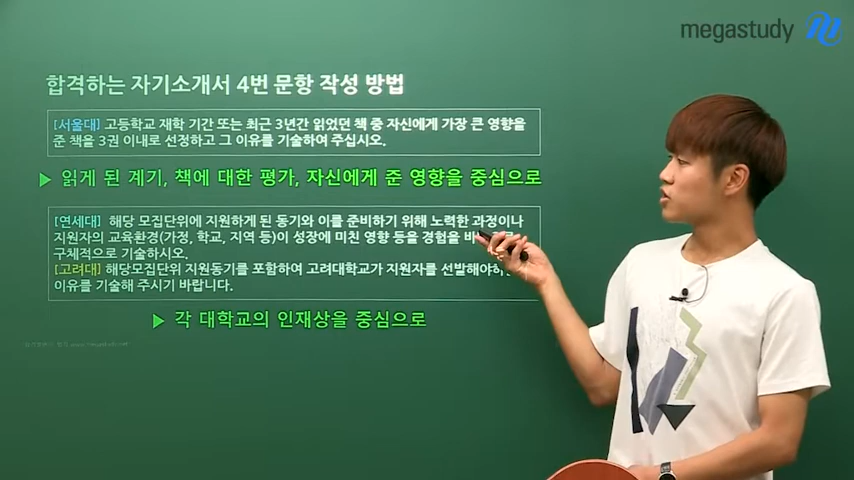 megastudy
합격하는 자기소개서 4번 문항 작성 방법
[서울대] 고등학교 재학 기간 또는 최근 3년간 읽었던 책 중 자신에게 가장 큰 영향을
준 책을 3권 이내로 선정하고 그 이유를 기술하여 주십시오.
▶ 읽게 된 계기, 책에 대한 평가, 자신에게 준 영향을 중심으로
[연세대] 해당 모집단위에 지원하게 된 동기와 이를 준비하기 위해 노력한 과정이나
지원자의 교육환경(가정, 학교, 지역 등)이 성장에 미친 영향 등을 경험을
구체적으로 기술하시오.
[고려대] 해당모집단위 지원동기를 포함하여 고려대학교가 지원자를
이유를 기술해 주시기 바랍니다.
▶ 각 대학교의 인재상을 중심으로